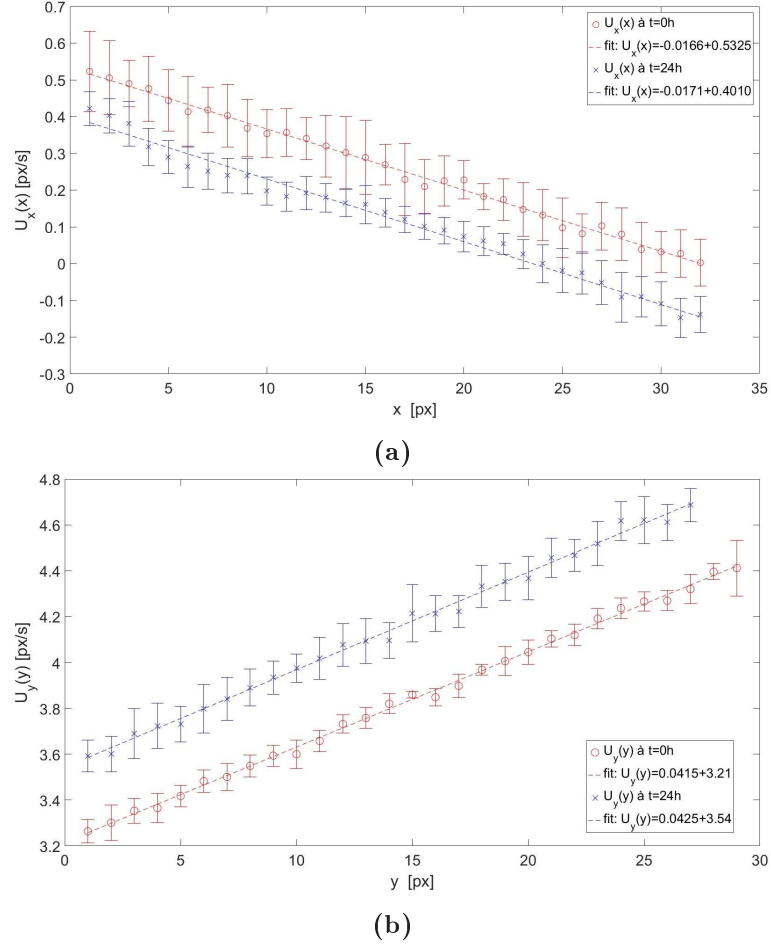 0.7
0.6
0.5
0.4
0.3
0.2
0.1
0
-0.1
-0.2
-0.3
U_x(x) [px/s]
0 5 10 15 20 25 30 35
x [px]
U_x(x) à t=0h
fit: U_x(x)=-0.0166+0.5325
U_x(x) à t=24h
fit: U_x(x)=-0.0171+0.4010
(a)
4.8
4.6
4.4
4.2
4
3.8
3.6
3.4
3.2
U_y(y) [px/s]
0 5 10 15 20 25 30
y [px]
U_y(y) à t=0h
fit: U_y(y)=0.0415+3.21
U_y(y) à t=24h
fit: U_y(y)=0.0425+3.54
(b)